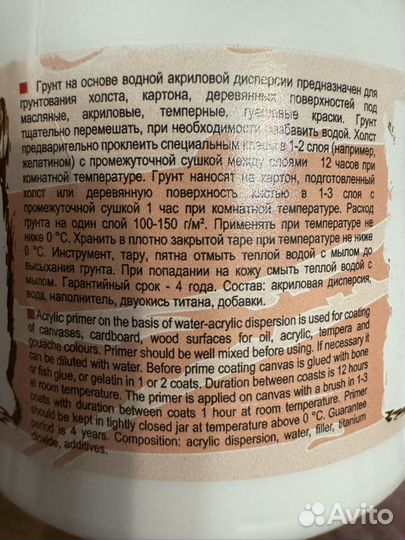 Грунт на основе водной акриловой дисперсии предназначен для
грунтования холста, картона, деревянных поверхностей под
масляные, акриловые, темперные, гуашевые краски. Грунт
тщательно перемешать, при необходимости разбавить водой. Холст
предварительно проклеить специальным клеем в 1-2 слоя (например,
желатином) с промежуточной сушкой между слоями 12 часов при
комнатной температуре. Грунт наносят на картон, подготовленный
холст или деревянную поверхность кистью в 1-3 слоя с
промежуточной сушкой 1 час при комнатной температуре. Расход
грунта на один слой 100-150 г/м². Применять при температуре не
ниже 0 °С. Хранить в плотно закрытой таре при температуре не ниже
0 °С. Инструмент, тару, пятна отмыть теплой водой с мылом до
высыхания грунта. При попадании на кожу смыть теплой водой с
мылом. Гарантийный срок - 4 года. Состав: акриловая дисперсия,
вода, наполнитель, двуокись титана, добавки.
Acrylic primer on the basis of water-acrylic dispersion is used for coating
of canvases, cardboard, wood surfaces for oil, acrylic, tempera and
gouache colours. Primer should be well mixed before using. If necessary it
can be diluted with water. Before prime coating canvas is glued with bone
or fish glue, or gelatin in 1 or 2 coats. Duration between coasts is 12 hours
at room temperature. The primer is applied on canvas with a brush in 1-3
coats with duration between coats 1 hour at room temperature. Primer
should be kept in tightly closed jar at temperature above 0 °C. Guarantee
period is 4 years. Composition: acrylic dispersion, water, filler, titanium
dioxide, additives.
Avito